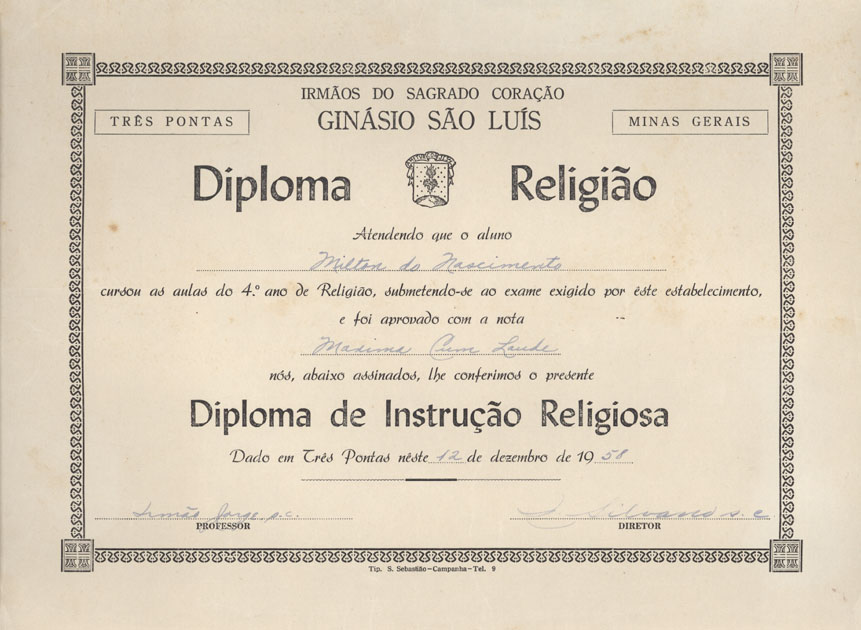 IRMÃOS DO SAGRADO CORAÇÃO
TRÊS PONTAS
GINÁSIO SÃO LUÍS
MINAS GERAIS
Diploma Religião
Atendendo que o aluno
Milton do Nascimento
cursou as aulas do 4.º ano de Religião, submetendo-se ao exame exigido por êste estabelecimento,
e foi aprovado com a nota
Maxima Cum Laude
nós, abaixo assinados, lhe conferimos o presente
Diploma de Instrução Religiosa
Dado em Três Pontas nêste 12 de dezembro de 1958
Irmão Jorge s.c.
Silvano s.c
PROFESSOR
DIRETOR
Tip. S. Sebastião-Campanha-Tel. 9